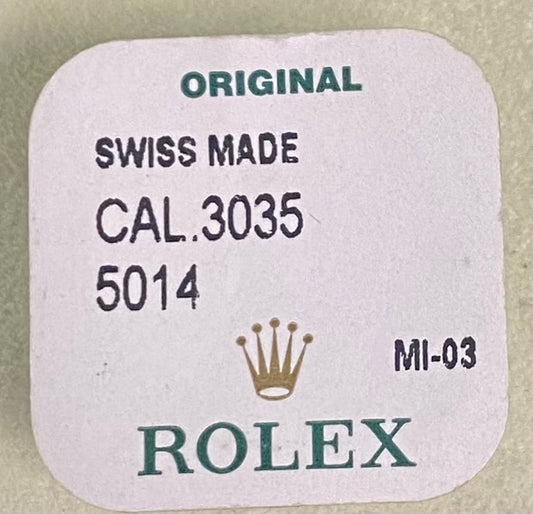 ORIGINAL
SWISS MADE
CAL.3035
5014
MI-03
ROLEX